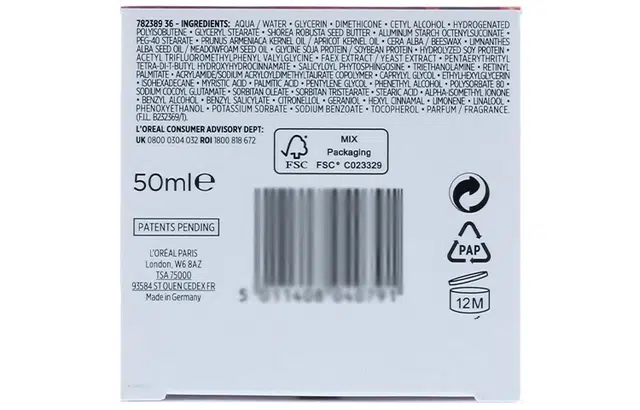 782389 36 - INGREDIENTS: AQUA / WATER • GLYCERIN • DIMETHICONE • CETYL ALCOHOL • HYDROGENATED
POLYISOBUTENE • GLYCERYL STEARATE • SHOREA ROBUSTA SEED BUTTER • ALUMINUM STARCH OCTENYLSUCCINATE •
PEG-40 STEARATE • PRUNUS ARMENIACA KERNEL OIL / APRICOT KERNEL OIL • CERA ALBA / BEESWAX • LIMNANTHES
ALBA SEED OIL / MEADOWFOAM SEED OIL • GLYCINE SOJA PROTEIN / SOYBEAN PROTEIN • HYDROLYZED SOY PROTEIN •
ACETYL TRIFLUOROMETHYLPHENYL VALYLGLYCINE • FAEX EXTRACT / YEAST EXTRACT • PENTAERYTHRITYL
TETRA-DI-T-BUTYL HYDROXYHYDROCINNAMATE • SALICYLOYL PHYTOSPHINGOSINE • TRIETHANOLAMINE • RETINYL
PALMITATE • ACRYLAMIDE/SODIUM ACRYLOYLDIMETHYLTAURATE COPOLYMER • CAPRYLYL GLYCOL • ETHYLHEXYLGLYCERIN
• ISOHEXADECANE • MYRISTIC ACID • PALMITIC ACID • PENTYLENE GLYCOL • PHENETHYL ALCOHOL • POLYSORBATE 80 •
SODIUM COCOYL GLUTAMATE • SORBITAN OLEATE • SORBITAN TRISTEARATE • STEARIC ACID • ALPHA-ISOMETHYL IONONE
• BENZYL ALCOHOL • BENZYL SALICYLATE • CITRONELLOL • GERANIOL • HEXYL CINNAMAL • LIMONENE • LINALOOL •
PHENOXYETHANOL • POTASSIUM SORBATE • SODIUM BENZOATE • TOCOPHEROL • PARFUM / FRAGRANCE.
(F.I.L. B232369/1).
L'OREAL CONSUMER ADVISORY DEPT:
UK 0800 0304 032 ROI 1800 818 672
FSC
MIX
Packaging
FSC® C023329
50ml e
PATENTS PENDING
L'ORÉAL PARIS
London, W6 8AZ
TSA 75000
93584 ST OUEN CEDEX FR
Made in Germany
5 011408 040791
PAP
12M